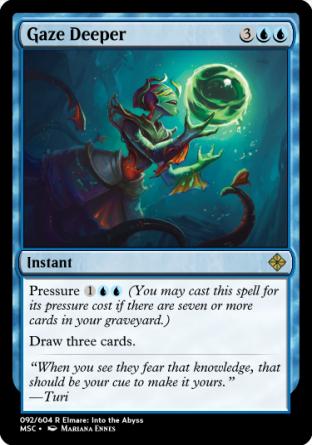 Gaze Deeper 3
Instant
Pressure 1 (You may cast this spell for
its pressure cost if there are seven or more
cards in your graveyard.)
Draw three cards.
“When you see they fear that knowledge, that
should be your cue to make it yours.”
—Turi
092/604 R Elmare: Into the Abyss
MSC • Mariana Ennes